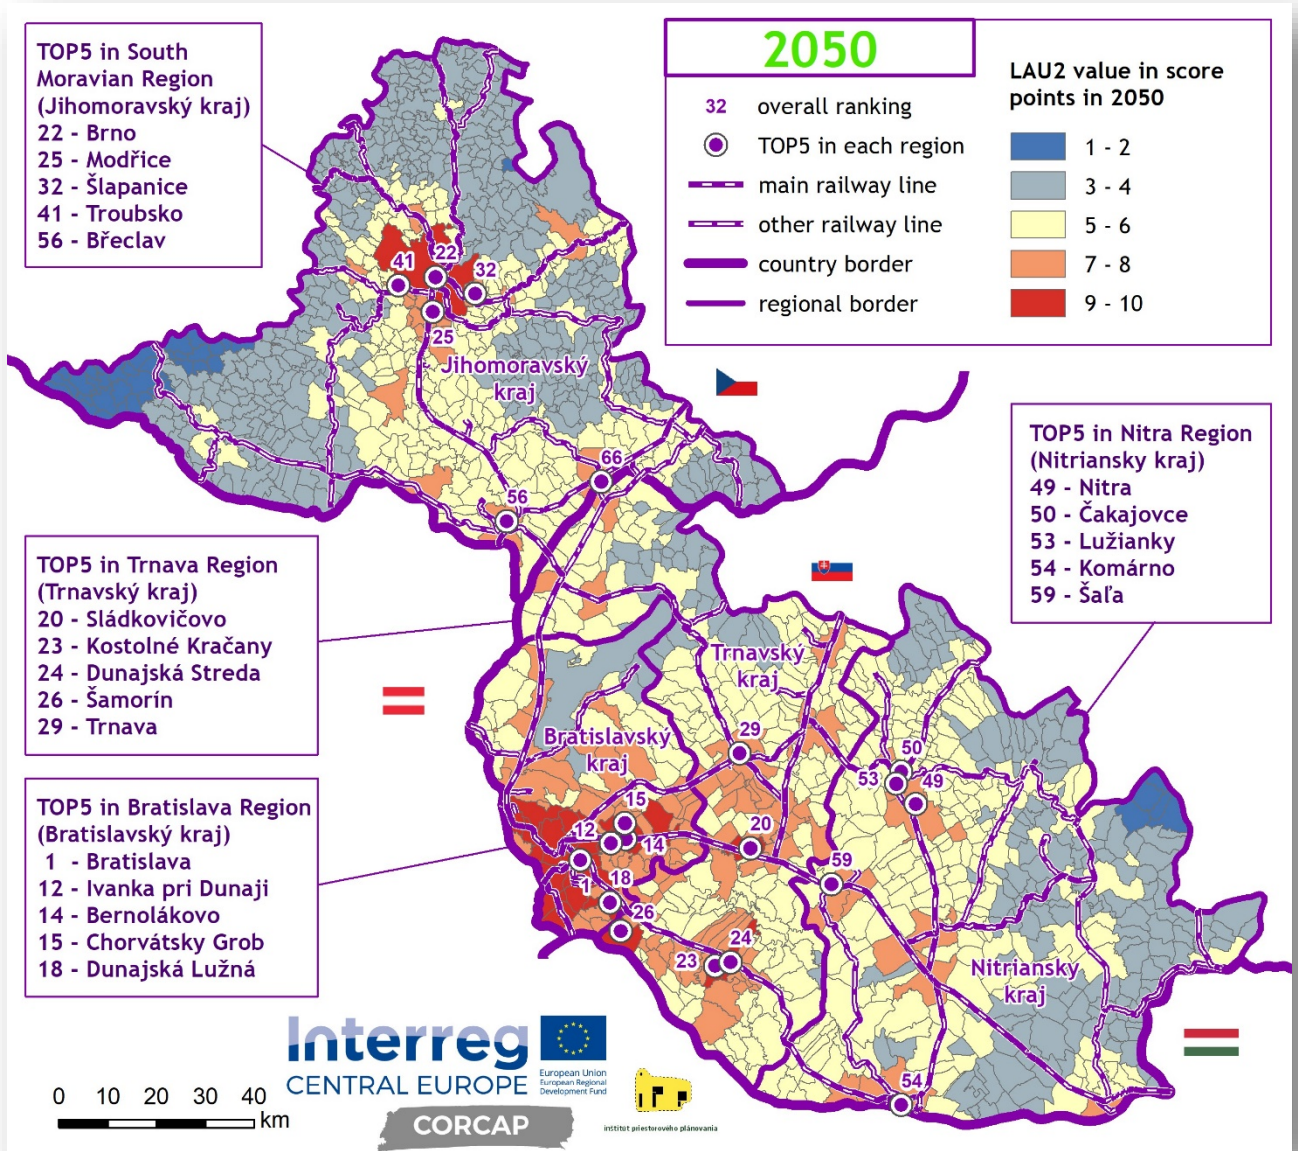 TOP5 in South
Moravian Region
(Jihomoravský kraj)
22 - Brno
25 - Modřice
32 - Šlapanice
41 - Troubsko
56 - Břeclav
2050
32 overall ranking
TOP5 in each region
main railway line
other railway line
country border
regional border
LAU2 value in score
points in 2050
1 - 2
3 - 4
5 - 6
7 - 8
9 - 10
41
22
32
25
Jihomoravský
kraj
66
56
TOP5 in Nitra Region
(Nitriansky kraj)
49 - Nitra
50 - Čakajovce
53 - Lužianky
54 - Komárno
59 - Šaľa
TOP5 in Trnava Region
(Trnavský kraj)
20 - Sládkovičovo
23 - Kostolné Kračany
24 - Dunajská Streda
26 - Šamorín
29 - Trnava
Trnavský
kraj
Bratislavský
kraj
29
50
53
49
TOP5 in Bratislava Region
(Bratislavský kraj)
1 - Bratislava
12 - Ivanka pri Dunaji
14 - Bernolákovo
15 - Chorvátsky Grob
18 - Dunajská Lužná
15
12
14
20
59
1
18
26
24
23
Nitriansky
kraj
54
Interreg
CENTRAL EUROPE
European Union
European Regional
Development Fund
CORCAP
inštitut priestorového plánovania
0 10 20 30 40
km